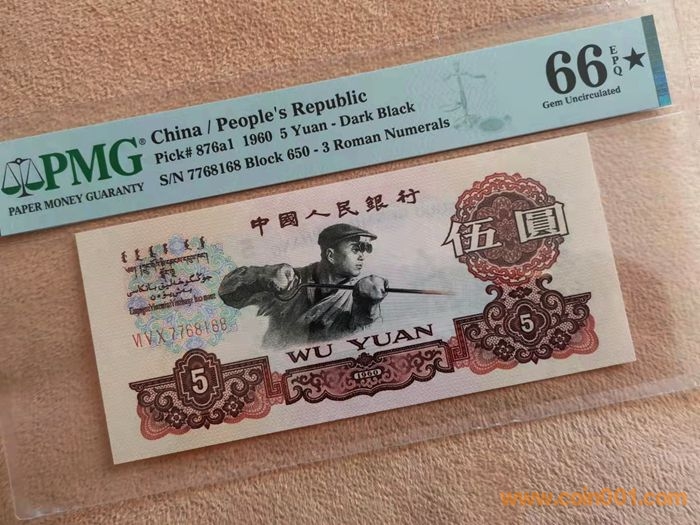 PMG®
PAPER MONEY GUARANTY
China / People's Republic
Pick# 876a1 1960 5 Yuan - Dark Black
S/N 7768168 Block 650 - 3 Roman Numerals
66 EPQ ★
Gem Uncirculated
中國人民銀行
伍圓
VI V X 7768168
WU YUAN
5
1960
5
www.coin001.com